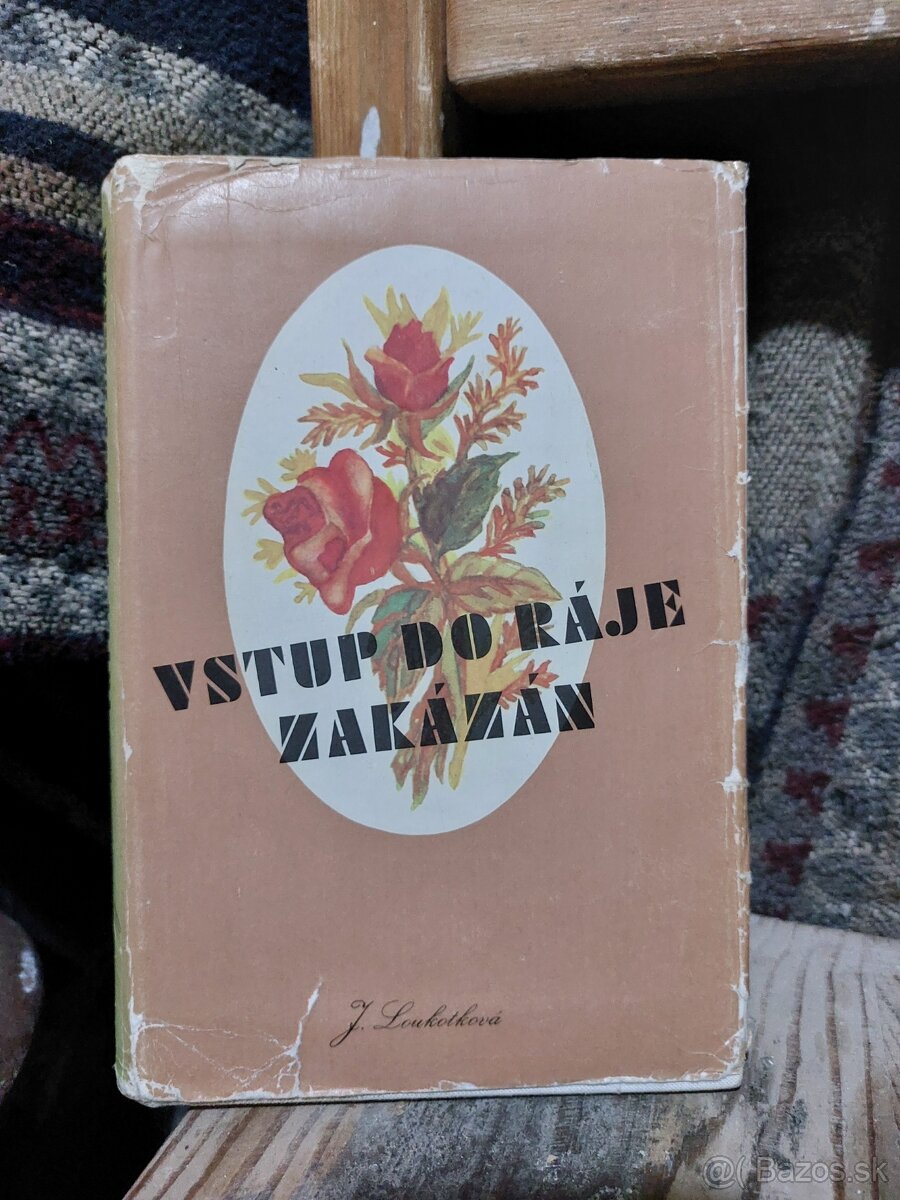 VSTUP DO RÁJE
ZAKÁZÁN
J. Loukotková
@( Bazos.sk